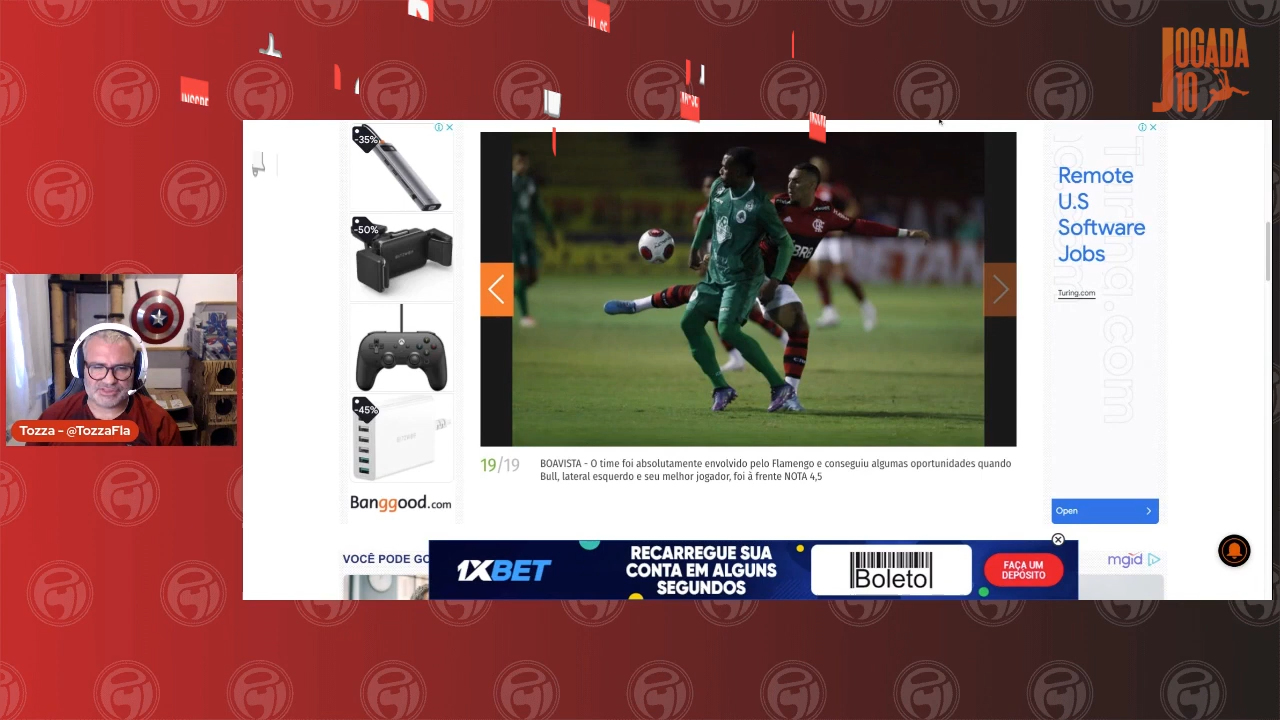 JOGADA
10
-35%
-50%
-45%
Banggood.com
Remote
U.S
Software
Jobs
Turing.com
Open
19/19
BOAVISTA - O time foi absolutamente envolvido pelo Flamengo e conseguiu algumas oportunidades quando
Bull, lateral esquerdo e seu melhor jogador, foi à frente NOTA 4,5
Tozza - @TozzaFla
VOCÊ PODE GO
mgid
1XBET
RECARREGUE SUA
CONTA EM ALGUNS
SEGUNDOS
Boleto
FAÇA UM
DEPÓSITO